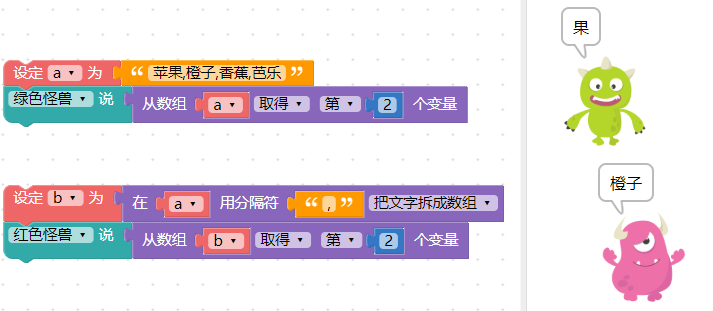 设定 a 为 “ 苹果,橙子,香蕉,芭乐 ”
绿色怪兽 说 从数组 a 取得 第 2 个变量
设定 b 为 在 a 用分隔符 “ , ” 把文字拆成数组
红色怪兽 说 从数组 b 取得 第 2 个变量
果
橙子